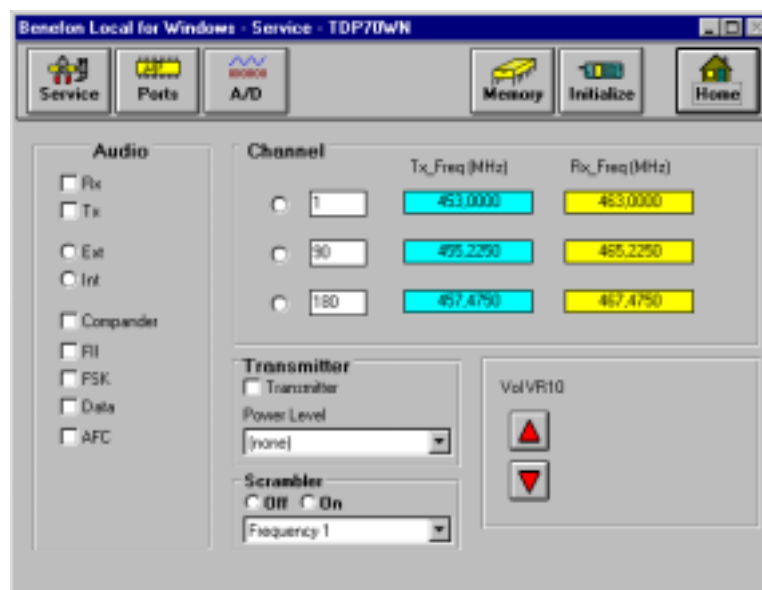 Benefon Local for Windows - Service - TDP70WN
Service Ports A/D Memory Initialize Home
Audio
Rx
Tx
Ext
Int
Compander
FII
FSK
Data
AFC
Channel
Tx_Freq (MHz) Rx_Freq (MHz)
1 453,0000 463,0000
90 455,2250 465,2250
180 457,4750 467,4750
Transmitter
Transmitter
Power Level
(none)
Scrambler
Off On
Frequency 1
Vol VR10